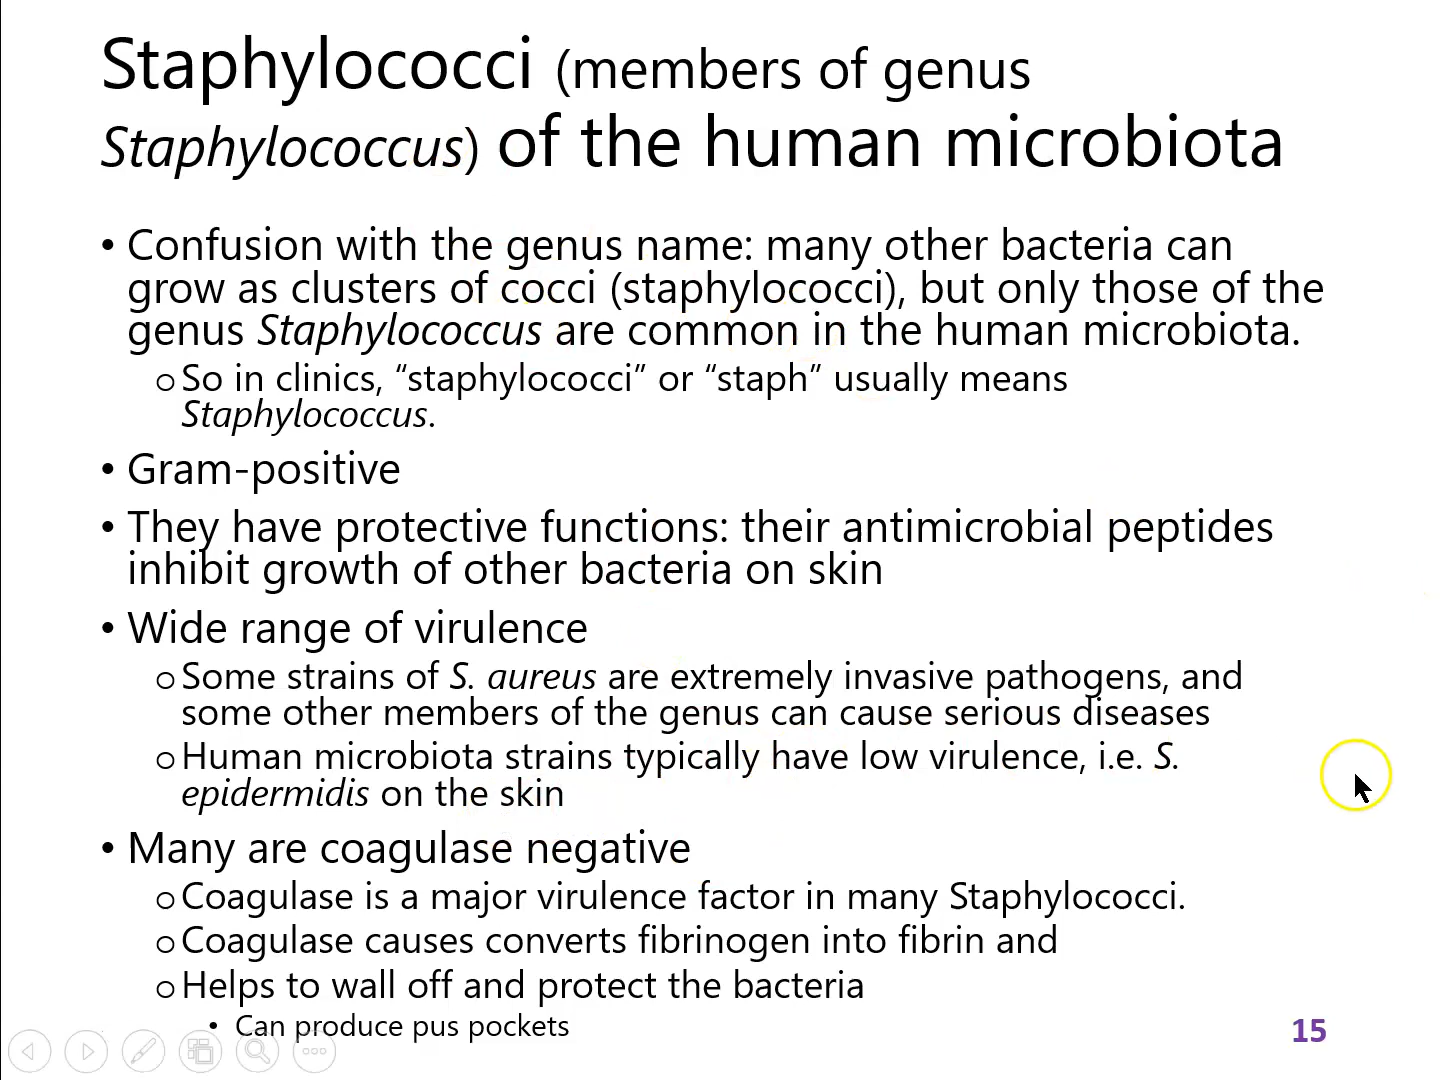 Staphylococci (members of genus
Staphylococcus) of the human microbiota
• Confusion with the genus name: many other bacteria can
grow as clusters of cocci (staphylococci), but only those of the
genus Staphylococcus are common in the human microbiota.
o So in clinics, “staphylococci” or “staph” usually means
Staphylococcus.
• Gram-positive
• They have protective functions: their antimicrobial peptides
inhibit growth of other bacteria on skin
• Wide range of virulence
o Some strains of S. aureus are extremely invasive pathogens, and
some other members of the genus can cause serious diseases
o Human microbiota strains typically have low virulence, i.e. S.
epidermidis on the skin
• Many are coagulase negative
o Coagulase is a major virulence factor in many Staphylococci.
o Coagulase causes converts fibrinogen into fibrin and
o Helps to wall off and protect the bacteria
• Can produce pus pockets
15